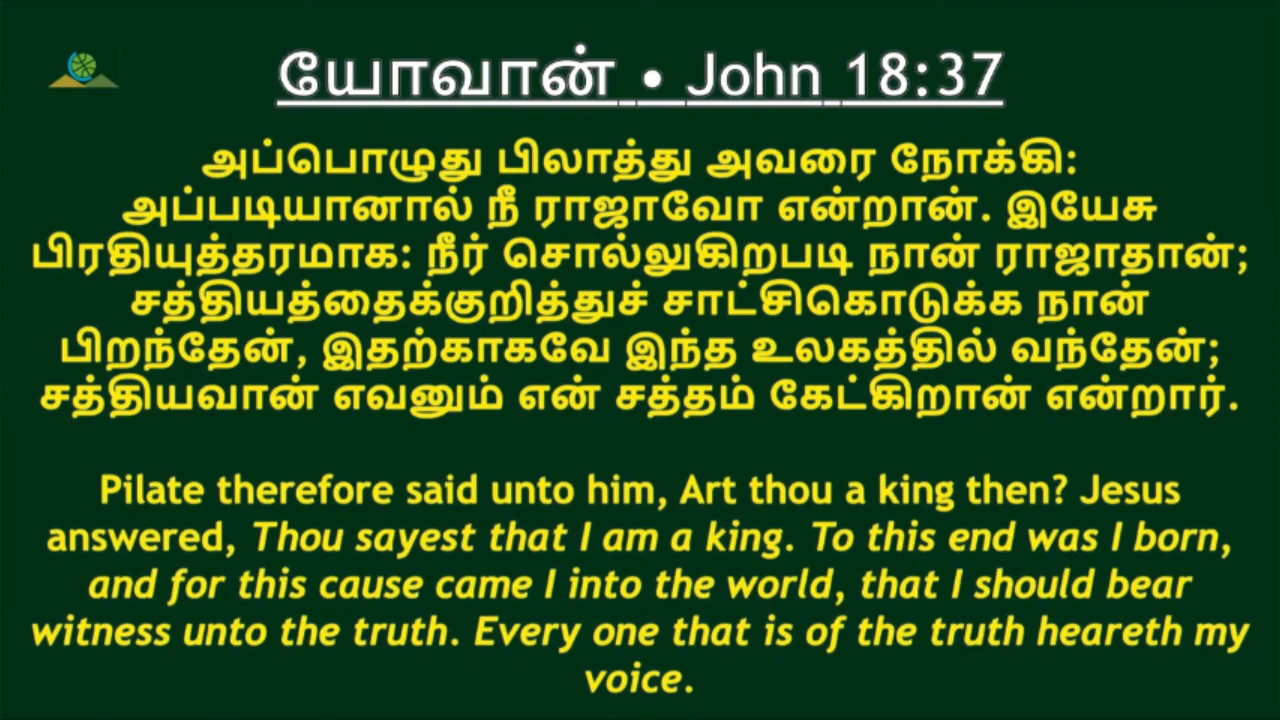 யோவான் • John 18:37
அப்பொழுது பிலாத்து அவரை நோக்கி:
அப்படியானால் நீ ராஜாவோ என்றான். இயேசு
பிரதியுத்தரமாக: நீர் சொல்லுகிறபடி நான் ராஜாதான்;
சத்தியத்தைக்குறித்துச் சாட்சிகொடுக்க நான்
பிறந்தேன், இதற்காகவே இந்த உலகத்தில் வந்தேன்;
சத்தியவான் எவனும் என் சத்தம் கேட்கிறான் என்றார்.
Pilate therefore said unto him, Art thou a king then? Jesus
answered, Thou sayest that I am a king. To this end was I born,
and for this cause came I into the world, that I should bear
witness unto the truth. Every one that is of the truth heareth my
voice.